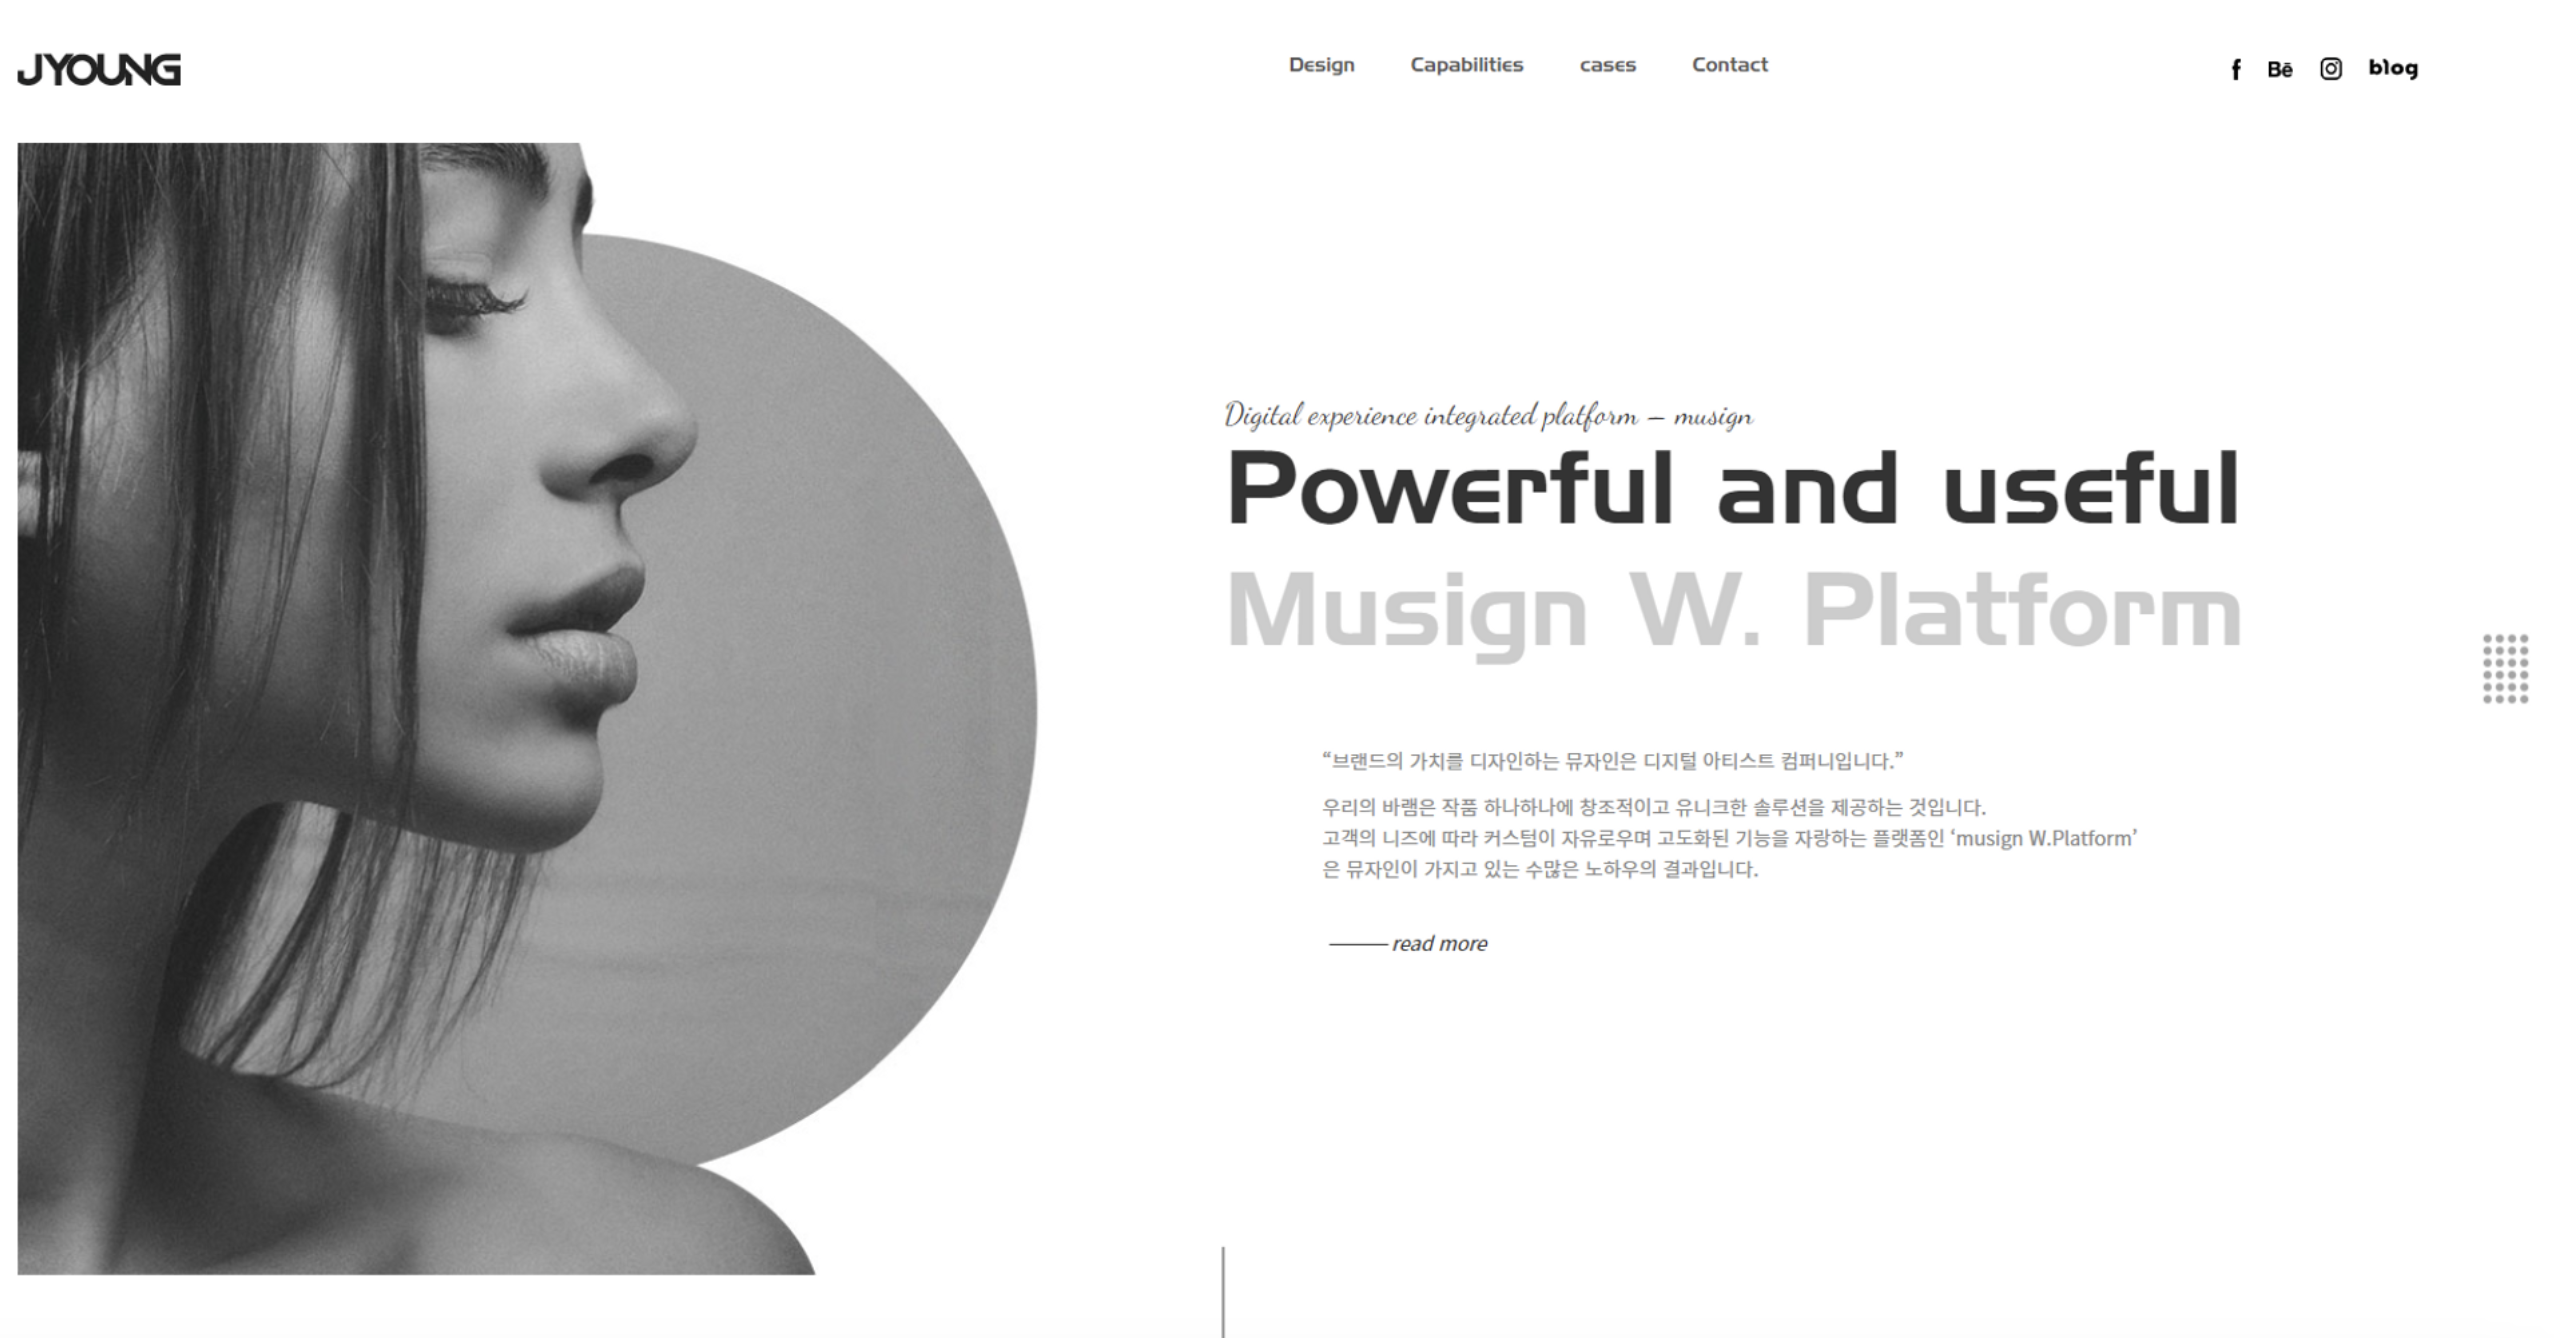 JYOUNG
Design Capabilities cases Contact
f Bē blog
Digital experience integrated platform – musign
Powerful and useful
Musign W. Platform
“브랜드의 가치를 디자인하는 뮤자인은 디지털 아티스트 컴퍼니입니다.”
우리의 바램은 작품 하나하나에 창조적이고 유니크한 솔루션을 제공하는 것입니다.
고객의 니즈에 따라 커스텀이 자유로우며 고도화된 기능을 자랑하는 플랫폼인 ‘musign W.Platform’
은 뮤자인이 가지고 있는 수많은 노하우의 결과입니다.
read more